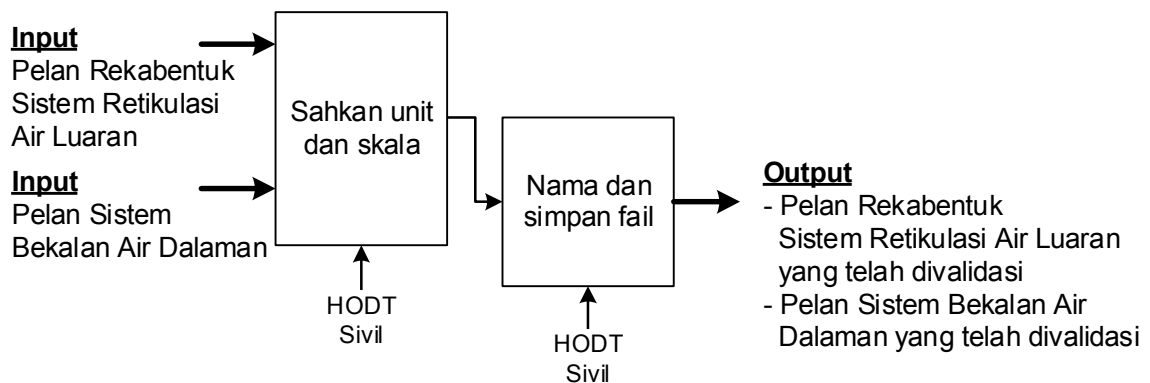 Input
Pelan Rekabentuk
Sistem Retikulasi
Air Luaran
Input
Pelan Sistem
Bekalan Air Dalaman
Sahkan unit
dan skala
HODT
Sivil
Nama dan
simpan fail
HODT
Sivil
Output
- Pelan Rekabentuk
Sistem Retikulasi Air Luaran
yang telah divalidasi
- Pelan Sistem Bekalan Air
Dalaman yang telah divalidasi